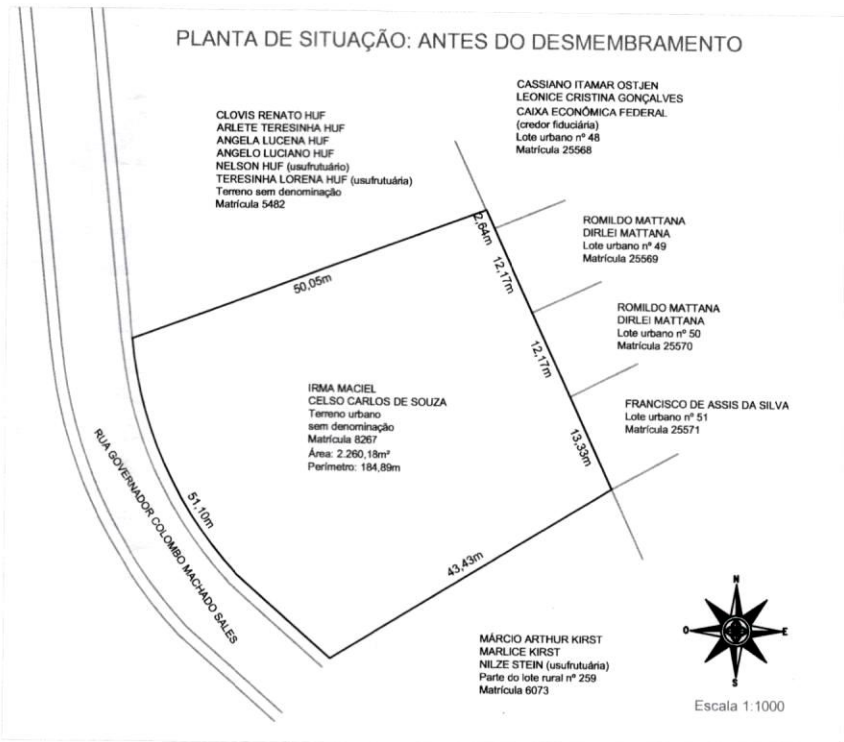 PLANTA DE SITUAÇÃO: ANTES DO DESMEMBRAMENTO
CASSIANO ITAMAR OSTJEN
LEONICE CRISTINA GONÇALVES
CAIXA ECONÔMICA FEDERAL
(credor fiduciária)
Lote urbano nº 48
Matrícula 25568
CLOVIS RENATO HUF
ARLETE TERESINHA HUF
ANGELA LUCENA HUF
ANGELO LUCIANO HUF
NELSON HUF (usufrutuário)
TERESINHA LORENA HUF (usufrutuária)
Terreno sem denominação
Matrícula 5482
2,64m
ROMILDO MATTANA
DIRLEI MATTANA
Lote urbano nº 49
Matrícula 25569
12,17m
50,05m
ROMILDO MATTANA
DIRLEI MATTANA
Lote urbano nº 50
Matrícula 25570
12,17m
IRMA MACIEL
CELSO CARLOS DE SOUZA
Terreno urbano
sem denominação
Matrícula 8267
Área: 2.260,18m²
Perímetro: 184,89m
FRANCISCO DE ASSIS DA SILVA
Lote urbano nº 51
Matrícula 25571
13,33m
RUA GOVERNADOR COLOMBO MACHADO SALES
51,10m
43,43m
MÁRCIO ARTHUR KIRST
MARLICE KIRST
NILZE STEIN (usufrutuária)
Parte do lote rural nº 259
Matrícula 6073
N
O
E
S
Escala 1:1000